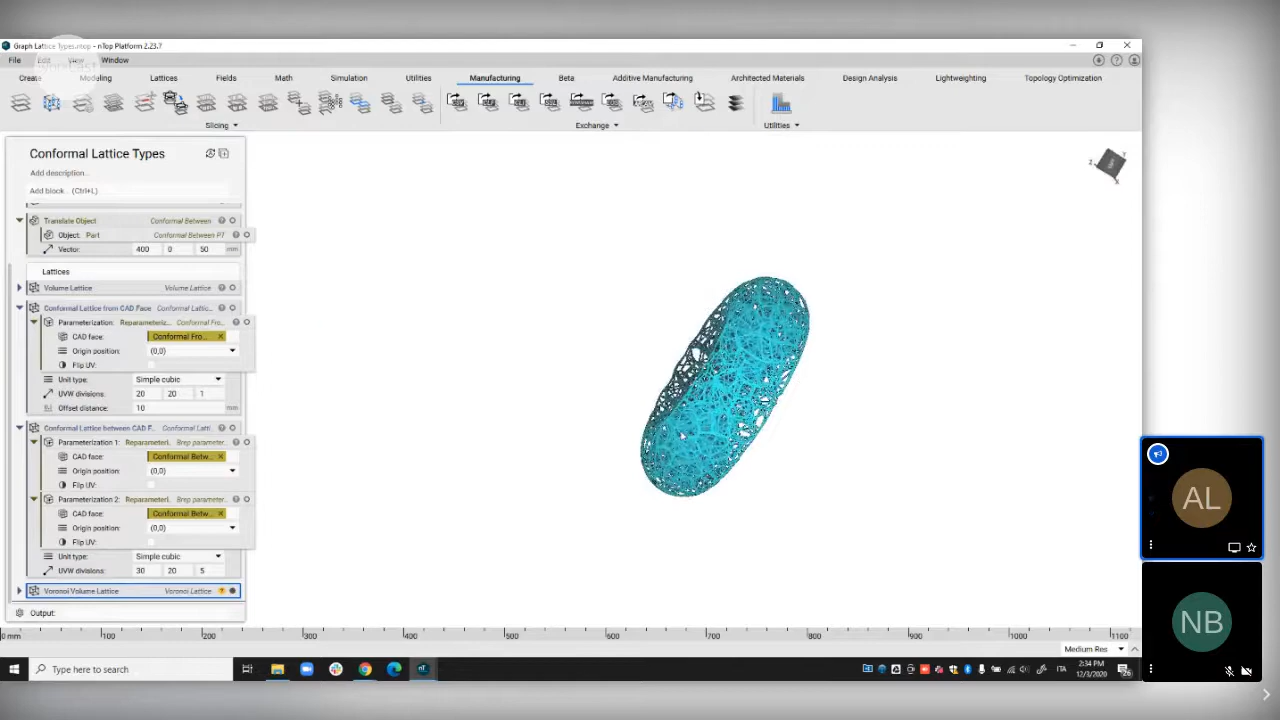 Graph Lattice Types.ntop - nTop Platform 2.23.7
File Edit View Window
Create Modeling Lattices Fields Math Simulation Utilities Manufacturing Beta Additive Manufacturing Architected Materials Design Analysis Lightweighting Topology Optimization
Slicing Exchange Utilities
Conformal Lattice Types
Add description...
Add block... (Ctrl+L)
Translate Object Conformal Between
Object: Part Conformal Between PT
Vector: 400 0 50 mm
Lattices
Volume Lattice Volume Lattice
Conformal Lattice from CAD Face Conformal Lattic...
Parameterization: Reparameteriz... Conformal Fro...
CAD face: Conformal Fro...
Origin position: (0,0)
Flip UV:
Unit type: Simple cubic
UVW divisions: 20 20 1
Offset distance: 10 mm
Conformal Lattice between CAD F... Conformal Latti...
Parameterization 1: Reparameteri... Brep parameter...
CAD face: Conformal Betw...
Origin position: (0,0)
Flip UV:
Parameterization 2: Reparameteri... Brep parameter...
CAD face: Conformal Betw...
Origin position: (0,0)
Flip UV:
Unit type: Simple cubic
UVW divisions: 30 20 5
Voronoi Volume Lattice Voronoi Lattice
Output:
0 mm 100 200 300 400 500 600 700 800 900 1000 1100
Medium Res
Type here to search
ITA
2:34 PM
12/3/2020
26
AL
NB